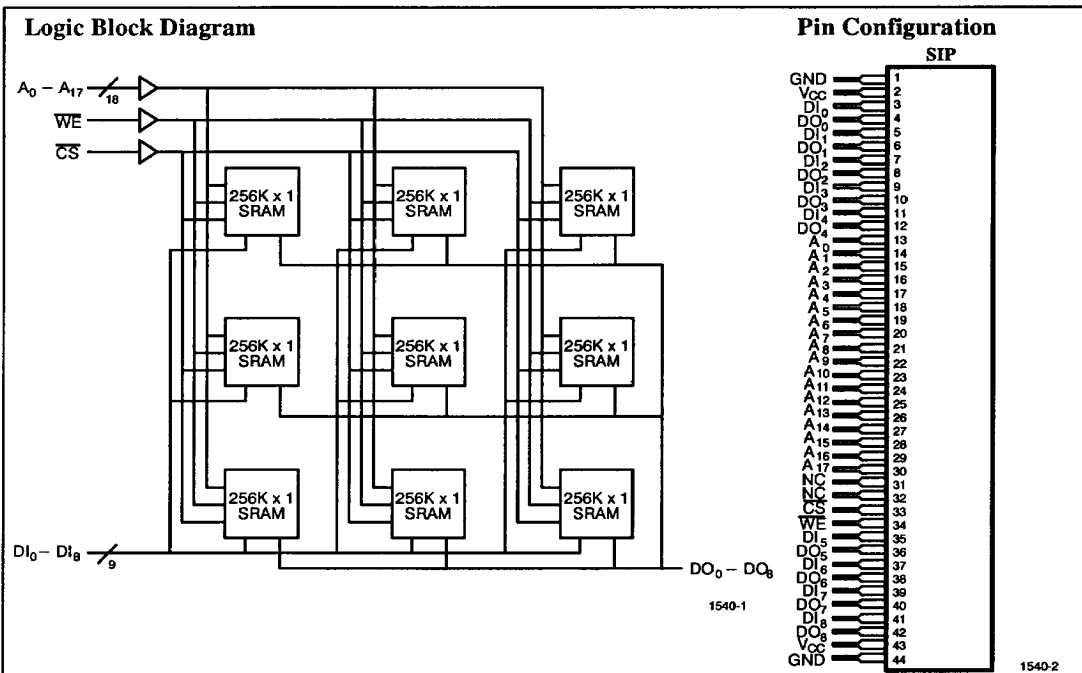 Logic Block Diagram
A0 – A17
18
WE
CS
256K x 1
SRAM
256K x 1
SRAM
256K x 1
SRAM
256K x 1
SRAM
256K x 1
SRAM
256K x 1
SRAM
256K x 1
SRAM
256K x 1
SRAM
256K x 1
SRAM
DI0 – DI8
9
DO0 – DO8
1540-1
Pin Configuration
SIP
GND 1
VCC 2
DI0 3
DO0 4
DI1 5
DO1 6
DI2 7
DO2 8
DI3 9
DO3 10
DI4 11
DO4 12
A0 13
A1 14
A2 15
A3 16
A4 17
A5 18
A6 19
A7 20
A8 21
A9 22
A10 23
A11 24
A12 25
A13 26
A14 27
A15 28
A16 29
A17 30
NC 31
NC 32
CS 33
WE 34
DI5 35
DO5 36
DI6 37
DO6 38
DI7 39
DO7 40
DI8 41
DO8 42
VCC 43
GND 44
1540-2